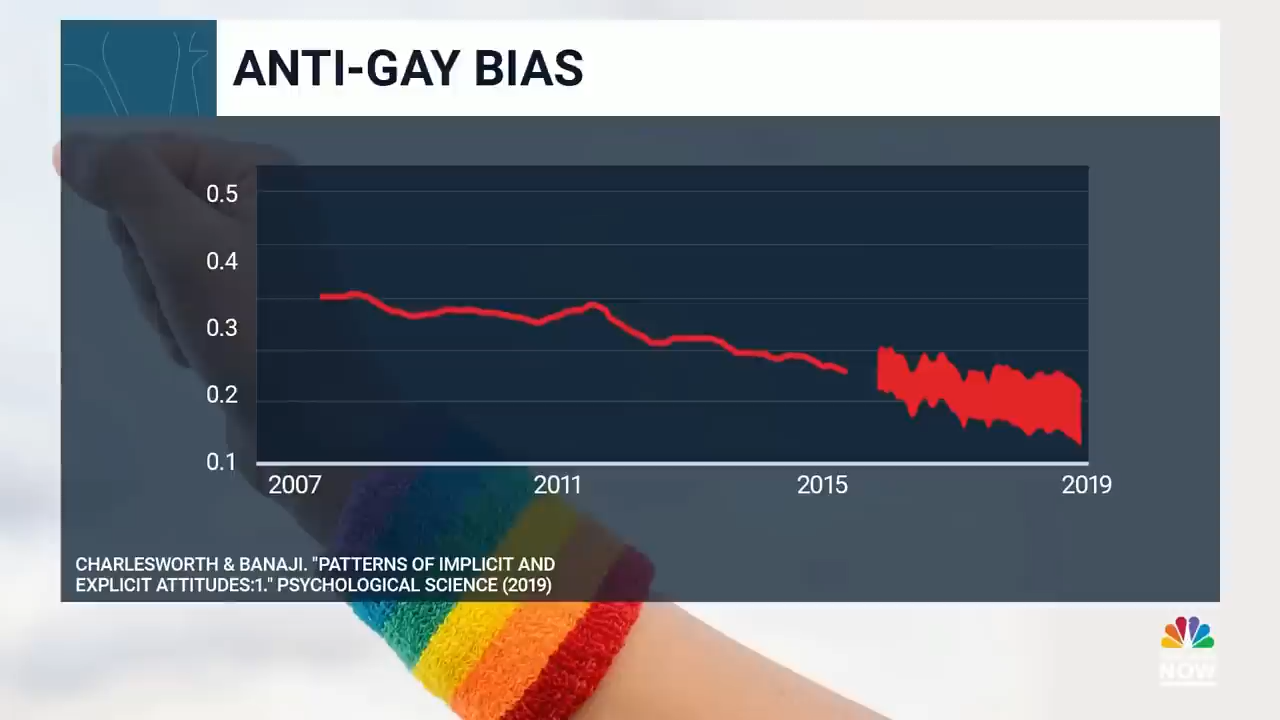 ANTI-GAY BIAS
0.5
0.4
0.3
0.2
0.1
2007 2011 2015 2019
CHARLESWORTH & BANAJI. "PATTERNS OF IMPLICIT AND
EXPLICIT ATTITUDES:1." PSYCHOLOGICAL SCIENCE (2019)
NOW